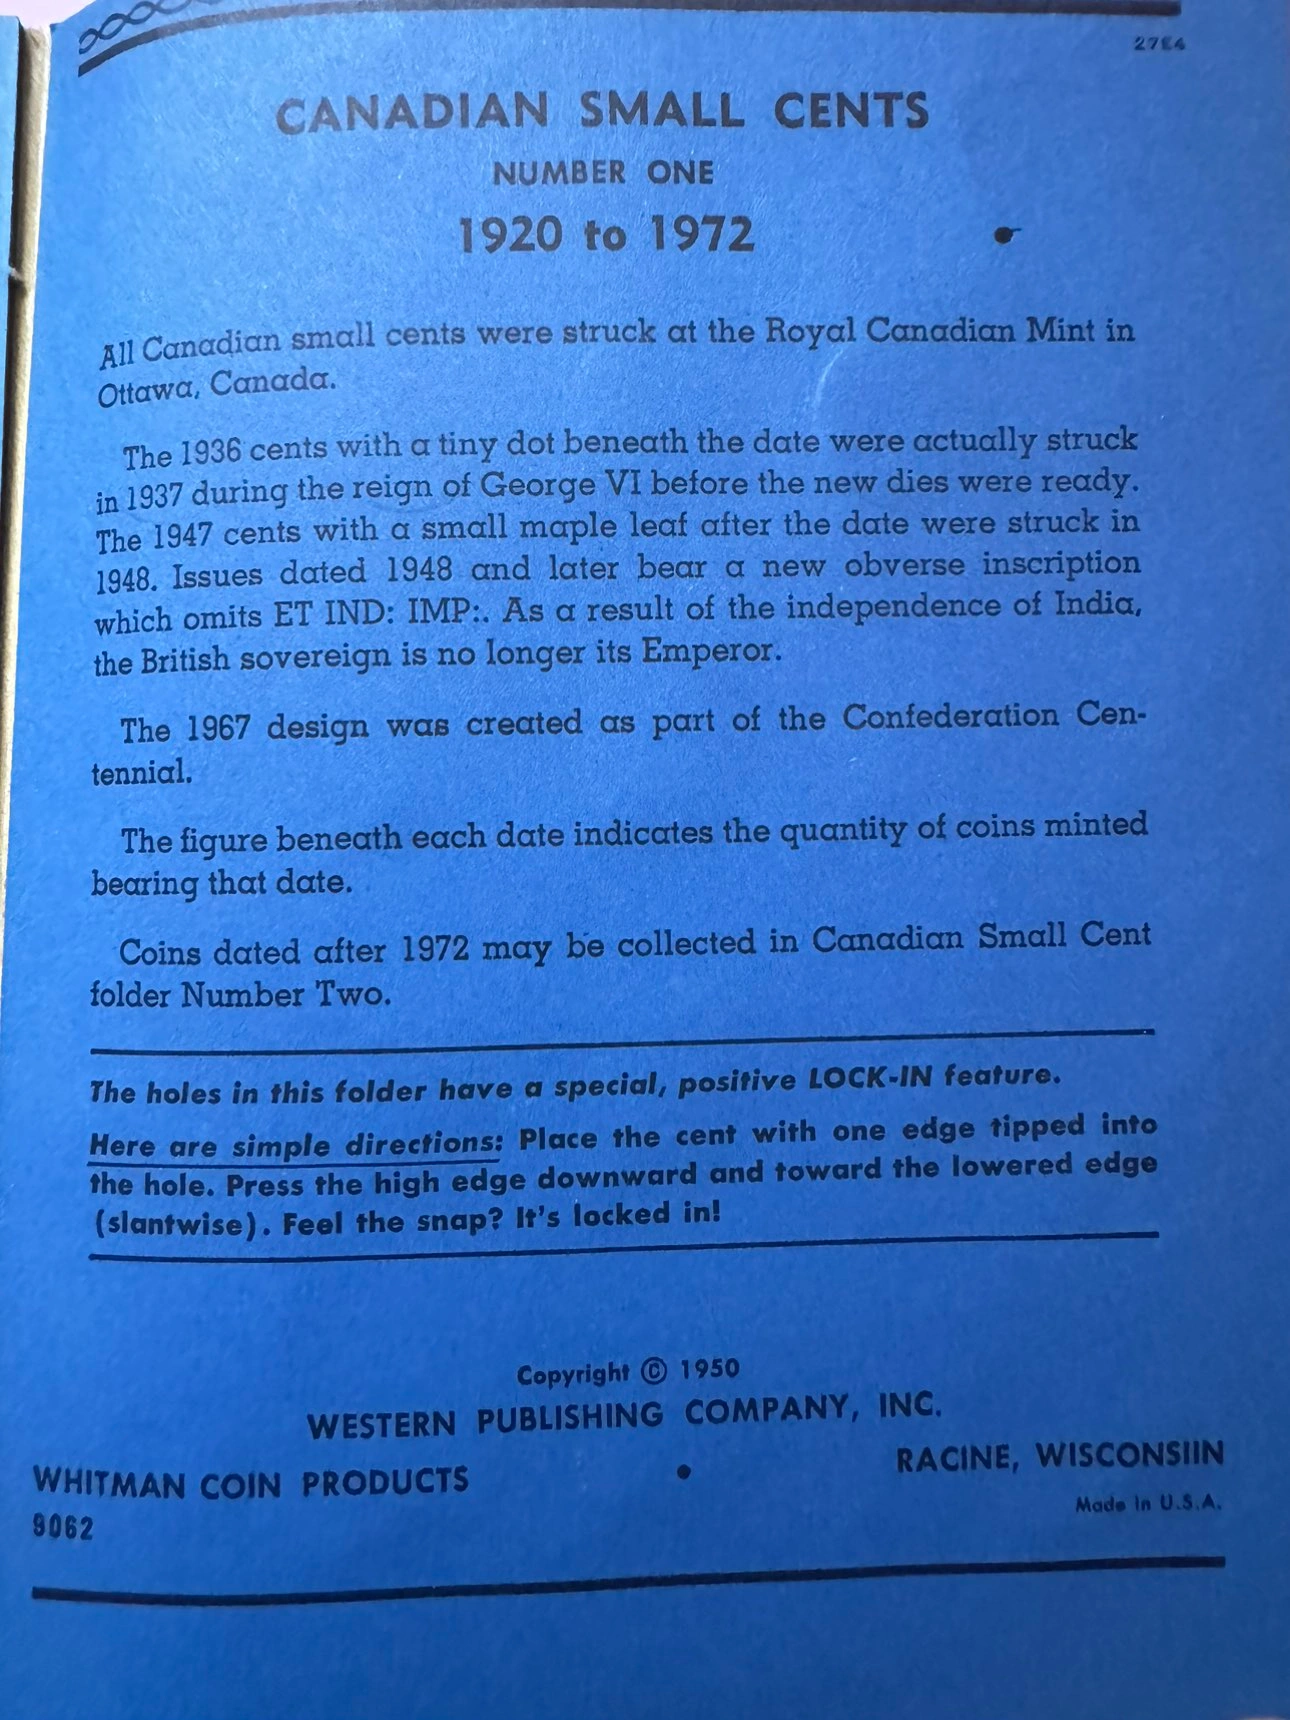 27E4
CANADIAN SMALL CENTS
NUMBER ONE
1920 to 1972
All Canadian small cents were struck at the Royal Canadian Mint in
Ottawa, Canada.
The 1936 cents with a tiny dot beneath the date were actually struck
in 1937 during the reign of George VI before the new dies were ready.
The 1947 cents with a small maple leaf after the date were struck in
1948. Issues dated 1948 and later bear a new obverse inscription
which omits ET IND: IMP:. As a result of the independence of India,
the British sovereign is no longer its Emperor.
The 1967 design was created as part of the Confederation Cen-
tennial.
The figure beneath each date indicates the quantity of coins minted
bearing that date.
Coins dated after 1972 may be collected in Canadian Small Cent
folder Number Two.
The holes in this folder have a special, positive LOCK-IN feature.
Here are simple directions: Place the cent with one edge tipped into
the hole. Press the high edge downward and toward the lowered edge
(slantwise). Feel the snap? It's locked in!
Copyright © 1950
WESTERN PUBLISHING COMPANY, INC.
WHITMAN COIN PRODUCTS • RACINE, WISCONSIIN
9062 Made in U.S.A.